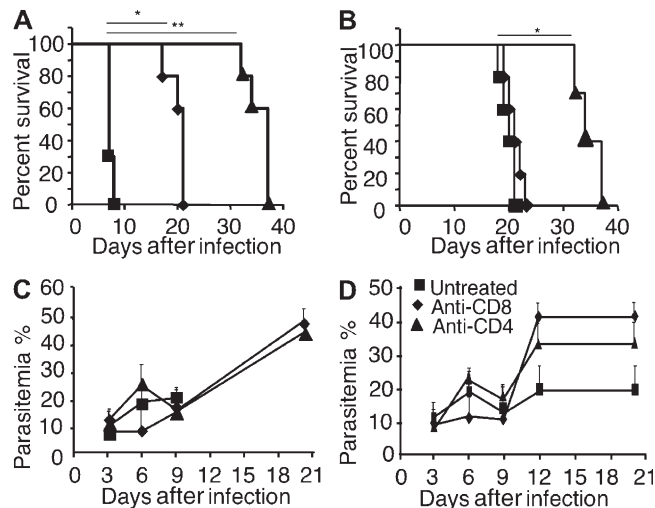 A
*
**
Percent survival
100
80
60
40
20
0
0 10 20 30 40
Days after infection
B
*
Percent survival
100
80
60
40
20
0
0 10 20 30 40
Days after infection
C
Parasitemia %
60
50
40
30
20
10
0
0 3 6 9 12 15 18 21
Days after infection
D
Untreated
Anti-CD8
Anti-CD4
Parasitemia %
50
40
30
20
10
0
0 3 6 9 12 15 18 21
Days after infection